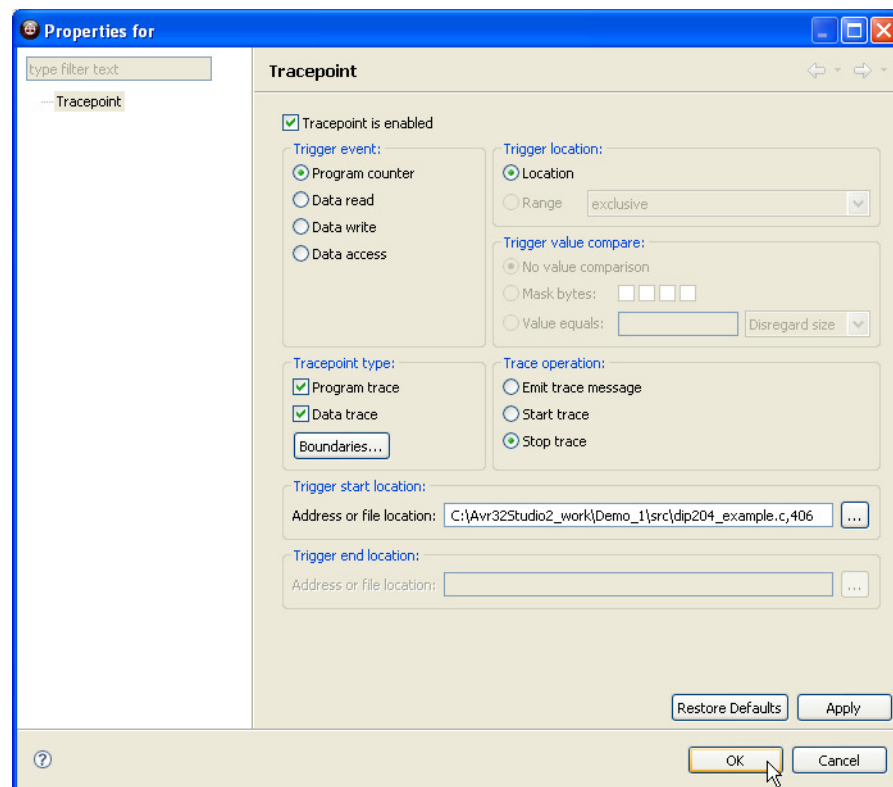 Properties for
type filter text
Tracepoint
Tracepoint
Tracepoint is enabled
Trigger event:
Program counter
Data read
Data write
Data access
Trigger location:
Location
Range exclusive
Trigger value compare:
No value comparison
Mask bytes:
Value equals: Disregard size
Tracepoint type:
Program trace
Data trace
Boundaries...
Trace operation:
Emit trace message
Start trace
Stop trace
Trigger start location:
Address or file location: C:\Avr32Studio2_work\Demo_1\src\dip204_example.c,406 ...
Trigger end location:
Address or file location: ...
Restore Defaults Apply
? OK Cancel